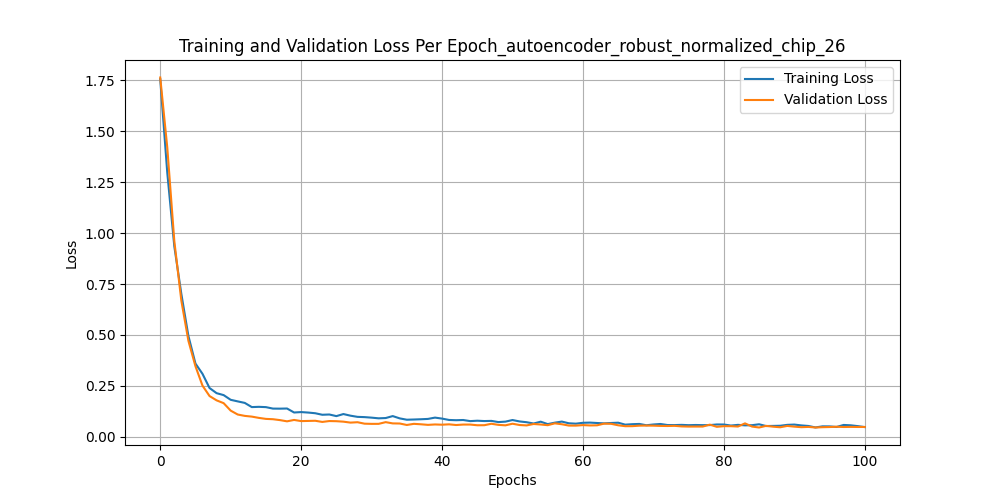 Training and Validation Loss Per Epoch_autoencoder_robust_normalized_chip_26
Training Loss
Validation Loss
1.75
1.50
1.25
1.00
0.75
0.50
0.25
0.00
Loss
0 20 40 60 80 100
Epochs